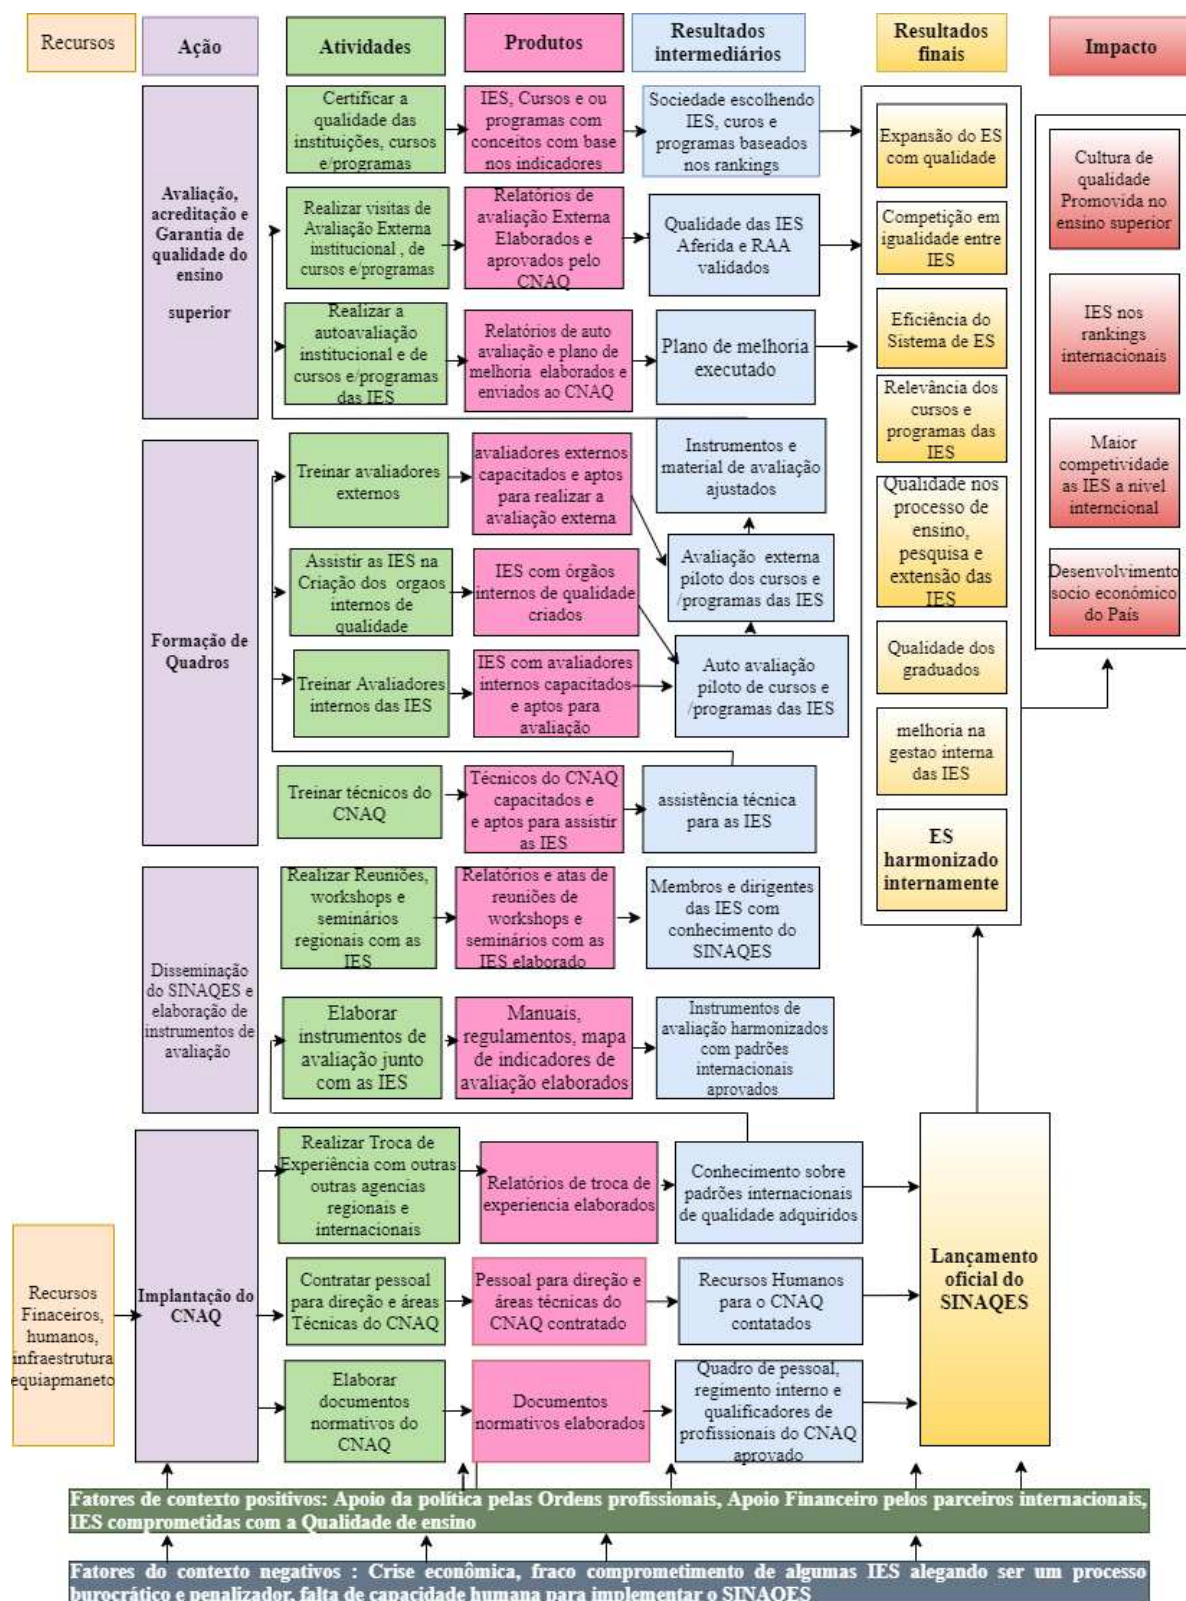 Recursos
Ação
Atividades
Produtos
Resultados
intermediários
Resultados
finais
Impacto
Avaliação,
acreditação e
Garantia de
qualidade do
ensino
superior
Certificar a
qualidade das
instituições, cursos
e/programas
IES, Cursos e ou
programas com
conceitos com base
nos indicadores
Sociedade escolhendo
IES, curos e
programas baseados
nos rankings
Realizar visitas de
Avaliação Externa
institucional , de
cursos e/programas
Relatórios de
avaliação Externa
Elaborados e
aprovados pelo
CNAQ
Qualidade das IES
Aferida e RAA
validados
Realizar a
autoavaliação
institucional e de
cursos e/programas
das IES
Relatórios de auto
avaliação e plano de
melhoria elaborados e
enviados ao CNAQ
Plano de melhoria
executado
Formação de
Quadros
Treinar avaliadores
externos
avaliadores externos
capacitados e aptos
para realizar a
avaliação externa
Instrumentos e
material de avaliação
ajustados
Assistir as IES na
Criação dos orgaos
internos de
qualidade
IES com órgãos
internos de qualidade
criados
Avaliação externa
piloto dos cursos e
/programas das IES
Treinar Avaliadores
internos das IES
IES com avaliadores
internos capacitados
e aptos para
avaliação
Auto avaliação
piloto de cursos e
/programas das IES
Treinar técnicos do
CNAQ
Técnicos do CNAQ
capacitados e
e aptos para assistir
as IES
assistência técnica
para as IES
Disseminação
do SINAQES e
elaboração de
instrumentos de
avaliação
Realizar Reuniões,
workshops e
seminários
regionais com as
IES
Relatórios e atas de
reuniões de
workshops e
seminários com as
IES elaborado
Membros e dirigentes
das IES com
conhecimento do
SINAQES
Elaborar
instrumentos de
avaliação junto
com as IES
Manuais,
regulamentos, mapa
de indicadores de
avaliação elaborados
Instrumentos de
avaliação harmonizados
com padrões
internacionais
aprovados
Recursos
Finaceiros,
humanos,
infraestrutura
equiapmaneto
Implantação do
CNAQ
Realizar Troca de
Experiência com outras
outras agencias
regionais e
internacionais
Relatórios de troca de
experiencia elaborados
Conhecimento sobre
padrões internacionais
de qualidade adquiridos
Contratar pessoal
para direção e áreas
Técnicas do CNAQ
Pessoal para direção e
áreas técnicas do
CNAQ contratado
Recursos Humanos
para o CNAQ
contatados
Elaborar
documentos
normativos do
CNAQ
Documentos
normativos elaborados
Quadro de pessoal,
regimento interno e
qualificadores de
profissionais do CNAQ
aprovado
Expansão do ES
com qualidade
Competição em
igualdade entre
IES
Eficiência do
Sistema de ES
Relevância dos
cursos e
programas das
IES
Qualidade nos
processo de
ensino,
pesquisa e
extensão das
IES
Qualidade dos
graduados
melhoria na
gestao interna
das IES
ES
harmonizado
internamente
Lançamento
oficial do
SINAQES
Cultura de
qualidade
Promovida no
ensino superior
IES nos
rankings
internacionais
Maior
competividade
as IES a nivel
interncional
Desenvolvimento
socio económico
do País
Fatores de contexto positivos: Apoio da política pelas Ordens profissionais, Apoio Financeiro pelos parceiros internacionais,
IES comprometidas com a Qualidade de ensino
Fatores do contexto negativos : Crise econômica, fraco comprometimento de algumas IES alegando ser um processo
burocrático e penalizador, falta de capacidade humana para implementar o SINAQES